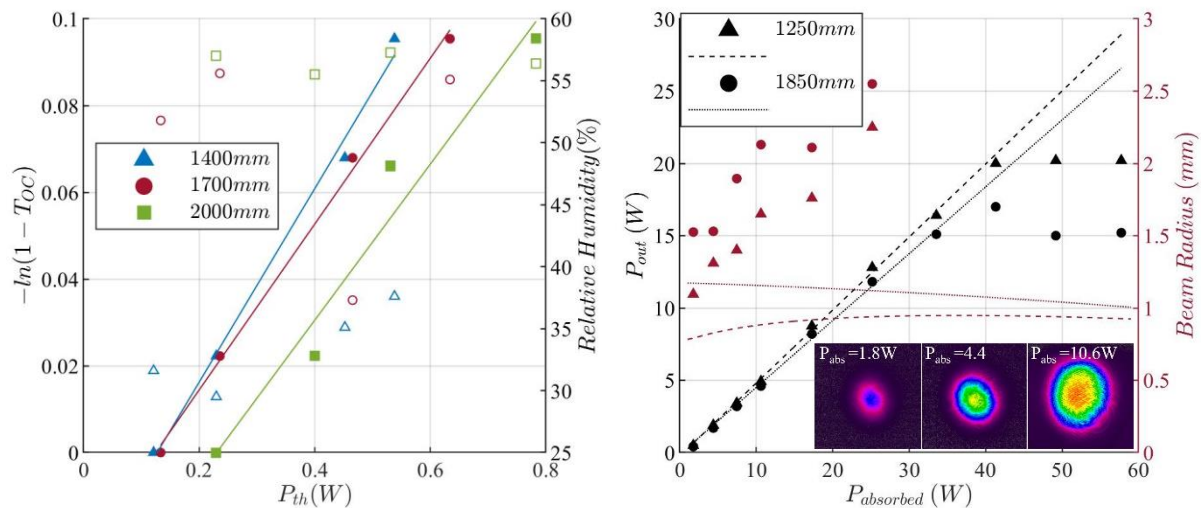 0.1
0.08
0.06
0.04
0.02
0
-ln(1 − T_OC)
1400mm
1700mm
2000mm
60
55
50
45
40
35
30
25
Relative Humidity(%)
0 0.2 0.4 0.6 0.8
P_th(W)
30
25
20
15
10
5
0
P_out (W)
1250mm
1850mm
3
2.5
2
1.5
1
0.5
0
Beam Radius (mm)
P_abs =1.8W P_abs =4.4 P_abs =10.6W
0 10 20 30 40 50 60
P_absorbed (W)